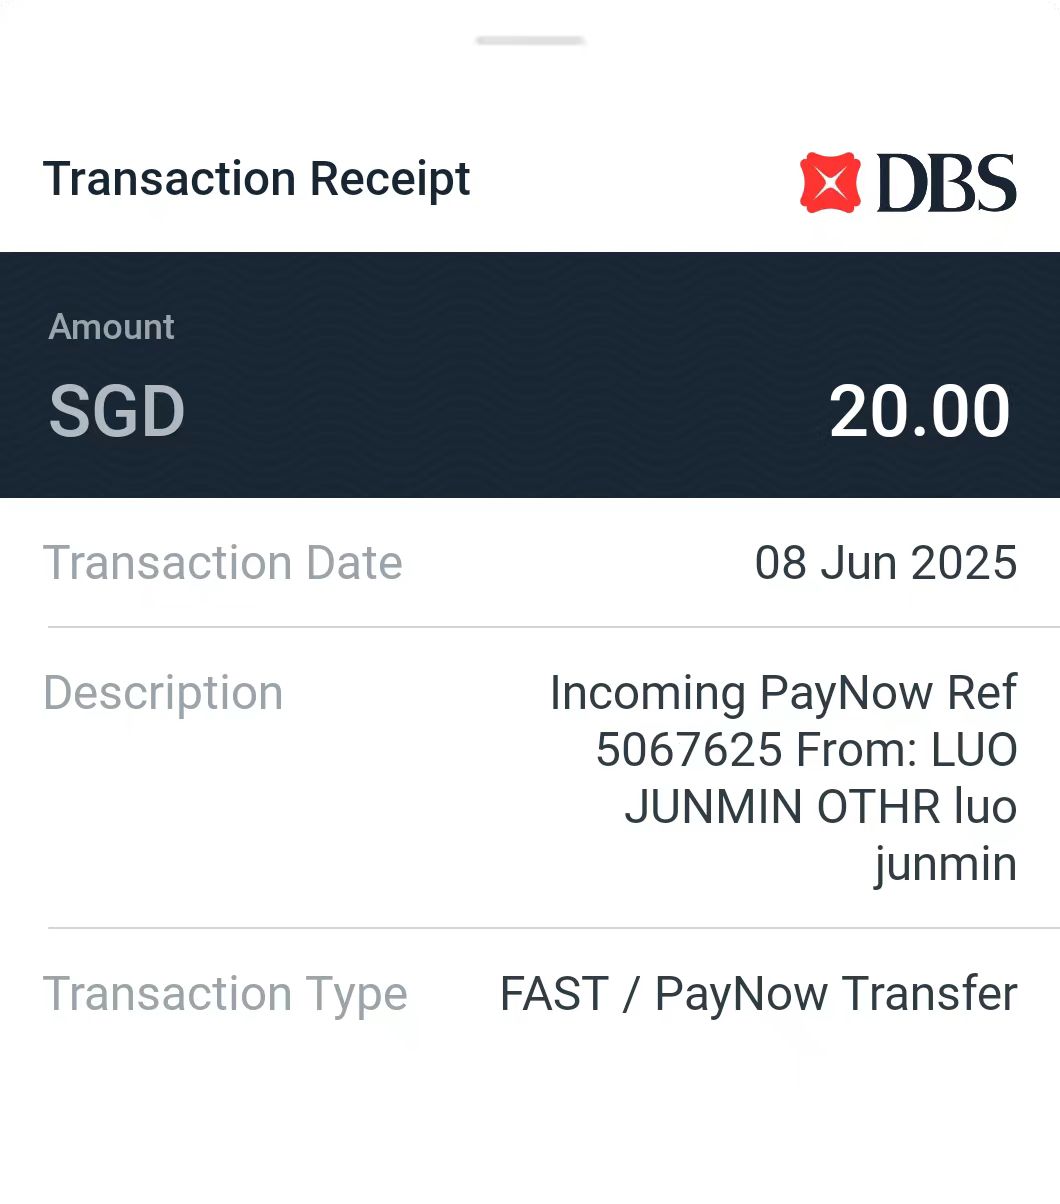 Transaction Receipt
DBS
Amount
SGD 20.00
Transaction Date 08 Jun 2025
Description Incoming PayNow Ref
5067625 From: LUO
JUNMIN OTHR luo
junmin
Transaction Type FAST / PayNow Transfer